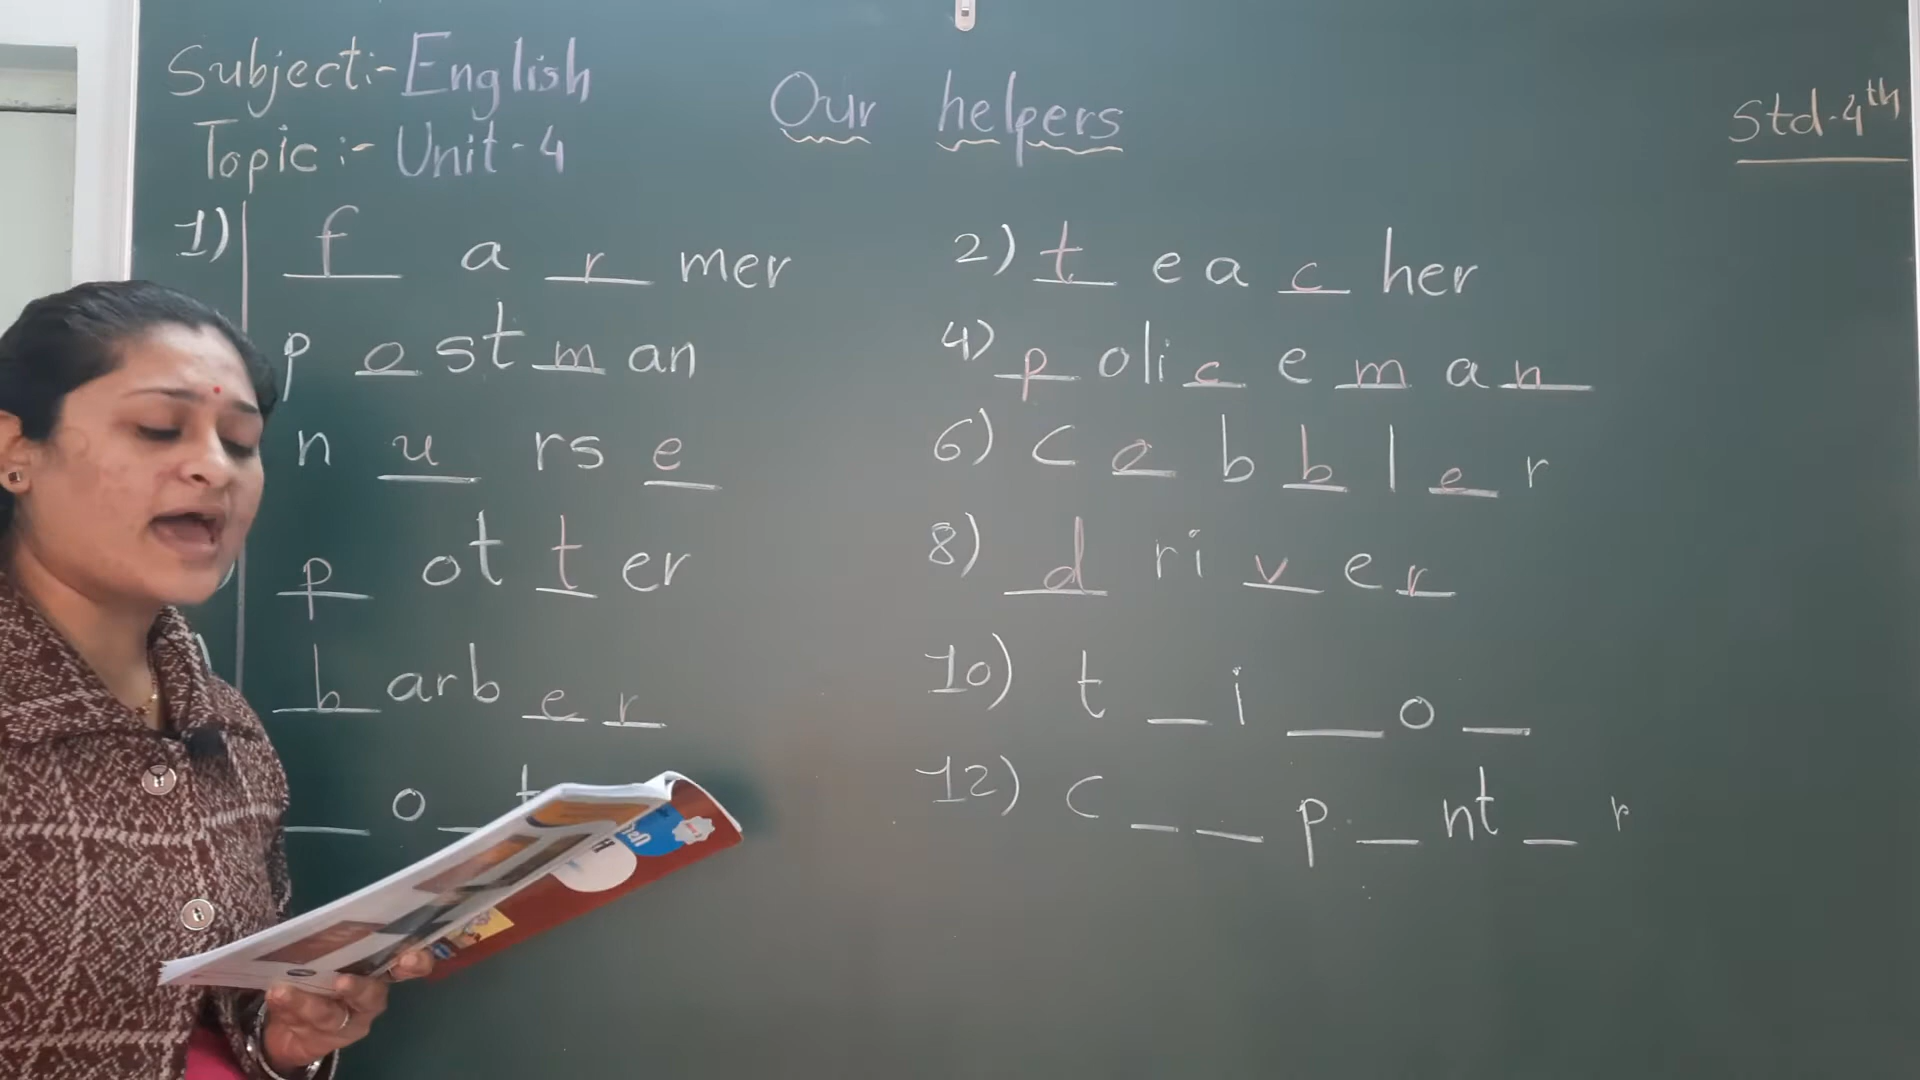 Subject:- English
Our helpers
Std.4th
Topic:- Unit-4
1) f a r mer
2) t e a c her
p o st m an
4) p oli c e m a n
n u rs e
6) c o b b l e r
p ot t er
8) d ri v e r
b arb e r
10) t _ i _ o _
_ o _ t
12) c _ _ p _ nt _ r